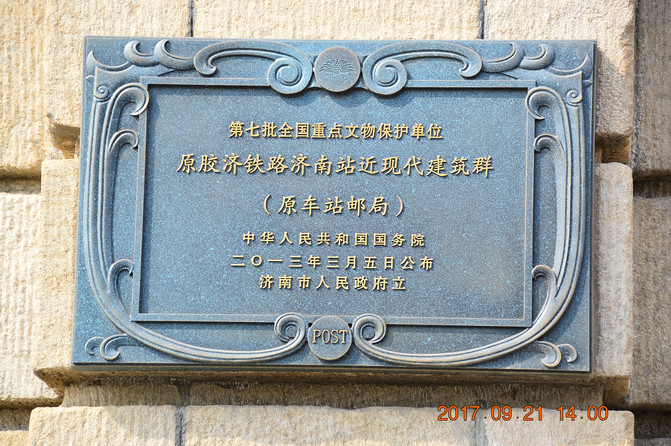 第七批全国重点文物保护单位
原胶济铁路济南站近现代建筑群
（原车站邮局）
中华人民共和国国务院
二〇一三年三月五日公布
济南市人民政府立
POST
2017.09.21 14:00